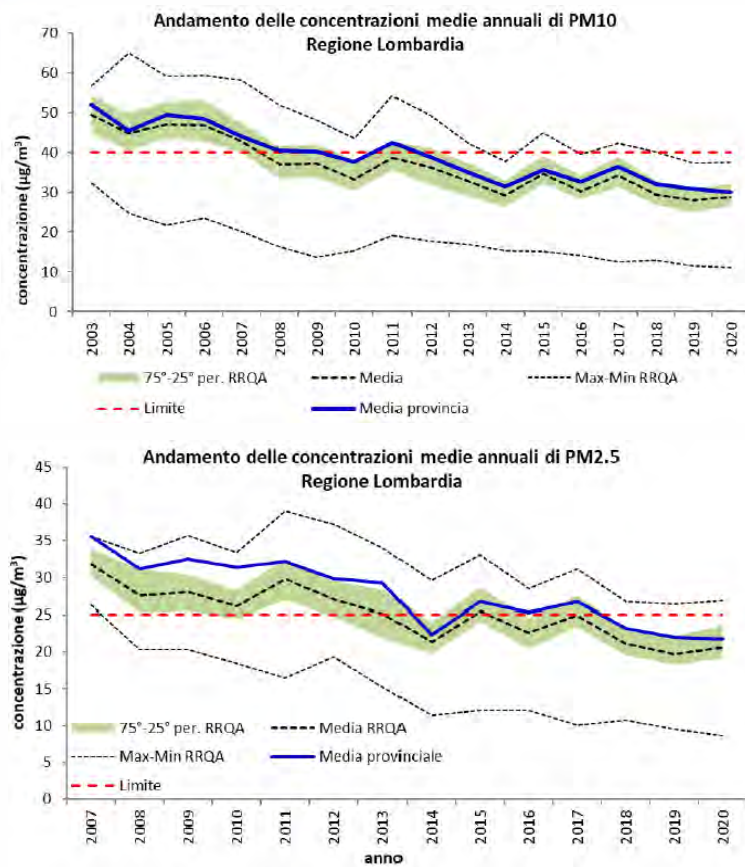 Andamento delle concentrazioni medie annuali di PM10
Regione Lombardia
concentrazione (µg/m³)
70
60
50
40
30
20
10
0
2003 2004 2005 2006 2007 2008 2009 2010 2011 2012 2013 2014 2015 2016 2017 2018 2019 2020
75°-25° per. RRQA Media Max-Min RRQA
Limite Media provincia
Andamento delle concentrazioni medie annuali di PM2.5
Regione Lombardia
concentrazione (µg/m³)
45
40
35
30
25
20
15
10
5
0
75°-25° per. RRQA Media RRQA
Max-Min RRQA Media provinciale
Limite
2007 2008 2009 2010 2011 2012 2013 2014 2015 2016 2017 2018 2019 2020
anno